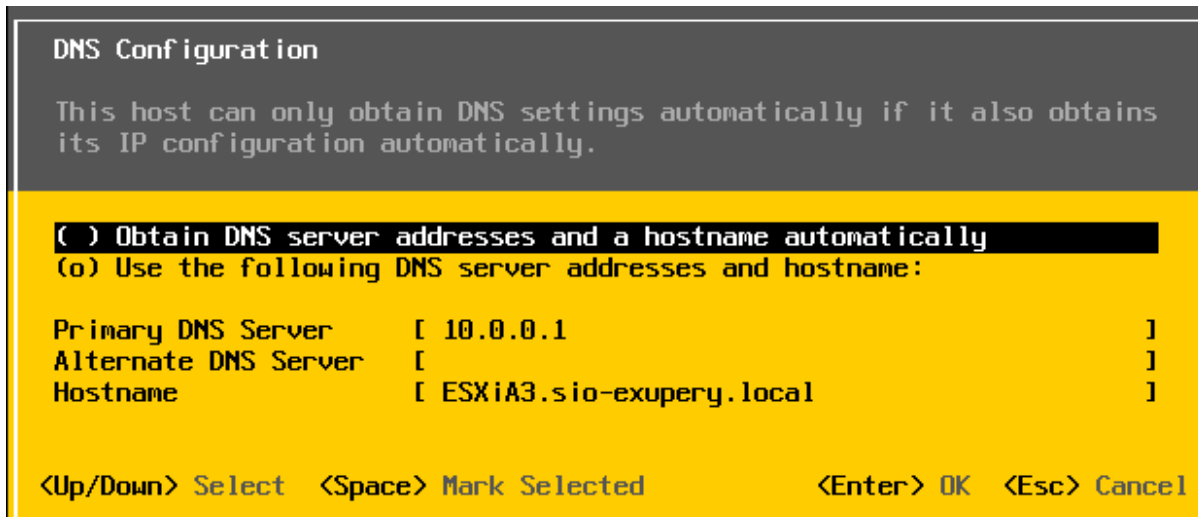 DNS Configuration
This host can only obtain DNS settings automatically if it also obtains
its IP configuration automatically.
( ) Obtain DNS server addresses and a hostname automatically
(o) Use the following DNS server addresses and hostname:
Primary DNS Server [ 10.0.0.1 ]
Alternate DNS Server [ ]
Hostname [ ESXiA3.sio-exupery.local ]
<Up/Down> Select <Space> Mark Selected <Enter> OK <Esc> Cancel